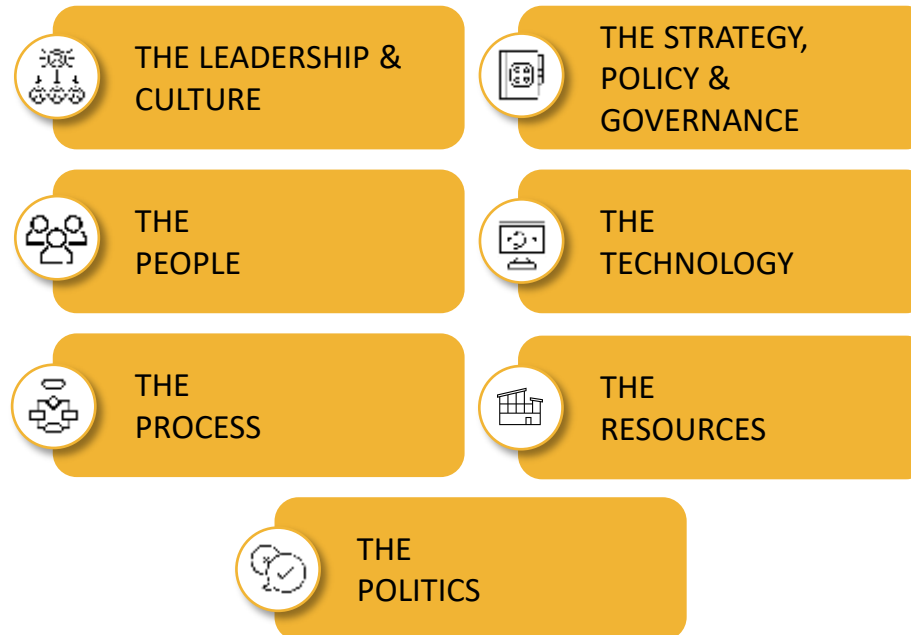 THE LEADERSHIP &
CULTURE
THE STRATEGY,
POLICY &
GOVERNANCE
THE
PEOPLE
THE
TECHNOLOGY
THE
PROCESS
THE
RESOURCES
THE
POLITICS